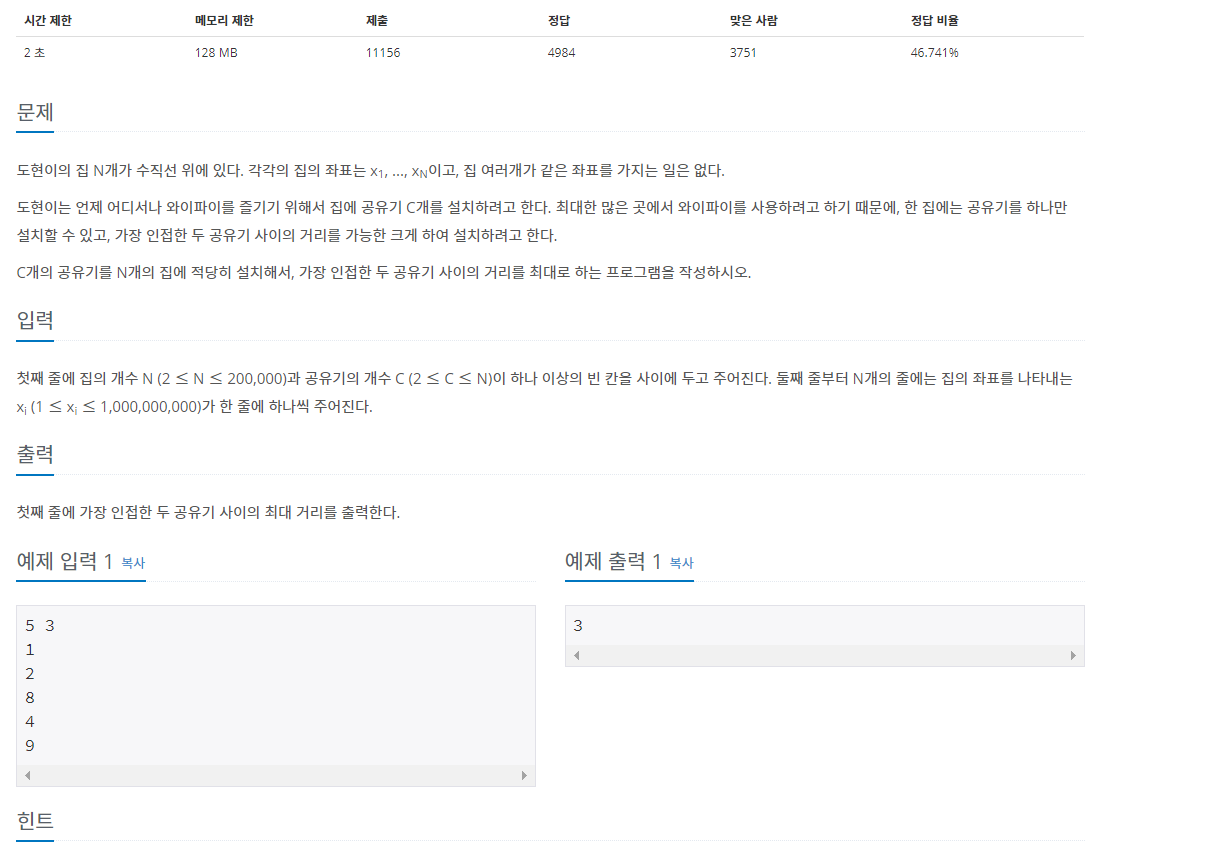 시간 제한 메모리 제한 제출 정답 맞은 사람 정답 비율
2 초 128 MB 11156 4984 3751 46.741%
문제
도현이의 집 N개가 수직선 위에 있다. 각각의 집의 좌표는 x1, ..., xN이고, 집 여러개가 같은 좌표를 가지는 일은 없다.
도현이는 언제 어디서나 와이파이를 즐기기 위해서 집에 공유기 C개를 설치하려고 한다. 최대한 많은 곳에서 와이파이를 사용하려고 하기 때문에, 한 집에는 공유기를 하나만
설치할 수 있고, 가장 인접한 두 공유기 사이의 거리를 가능한 크게 하여 설치하려고 한다.
C개의 공유기를 N개의 집에 적당히 설치해서, 가장 인접한 두 공유기 사이의 거리를 최대로 하는 프로그램을 작성하시오.
입력
첫째 줄에 집의 개수 N (2 ≤ N ≤ 200,000)과 공유기의 개수 C (2 ≤ C ≤ N)이 하나 이상의 빈 칸을 사이에 두고 주어진다. 둘째 줄부터 N개의 줄에는 집의 좌표를 나타내는
xi (1 ≤ xi ≤ 1,000,000,000)가 한 줄에 하나씩 주어진다.
출력
첫째 줄에 가장 인접한 두 공유기 사이의 최대 거리를 출력한다.
예제 입력 1 복사
5 3
1
2
8
4
9
예제 출력 1 복사
3
힌트